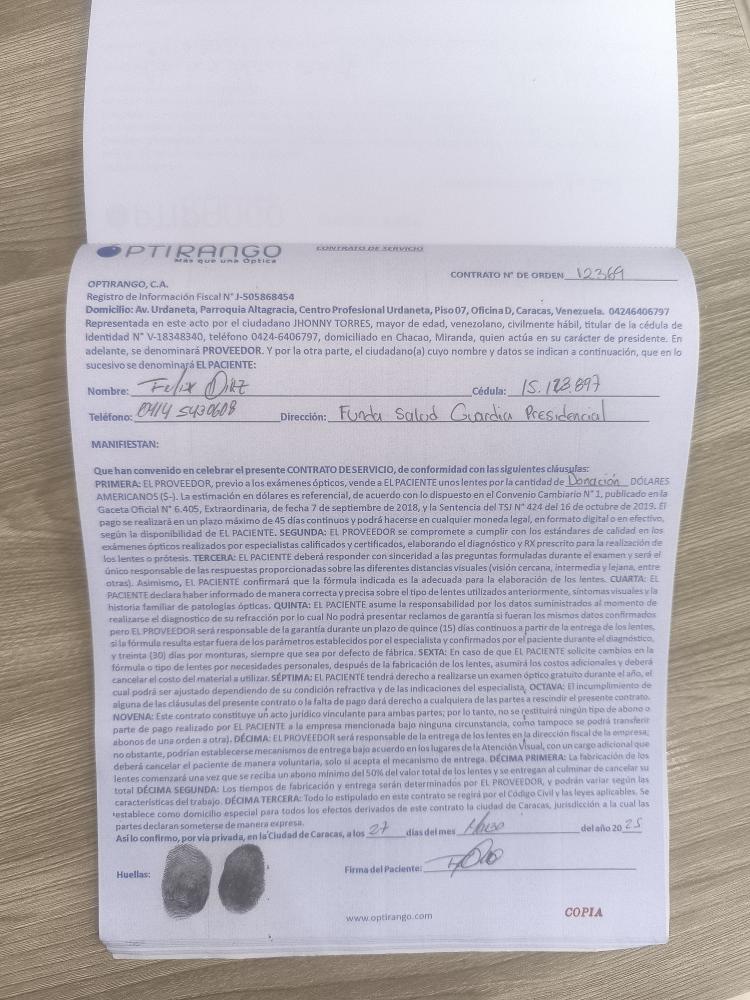 OPTIRANGO
Más que una Óptica
CONTRATO DE SERVICIO
CONTRATO N° DE ORDEN 12369
OPTIRANGO, C.A.
Registro de Información Fiscal N° J-505868454
Domicilio: Av. Urdaneta, Parroquia Altagracia, Centro Profesional Urdaneta, Piso 07, Oficina D, Caracas, Venezuela. 04246406797
Representada en este acto por el ciudadano JHONNY TORRES, mayor de edad, venezolano, civilmente hábil, titular de la cédula de
Identidad N° V-18348340, teléfono 0424-6406797, domiciliado en Chacao, Miranda, quien actúa en su carácter de presidente. En
adelante, se denominará PROVEEDOR. Y por la otra parte, el ciudadano(a) cuyo nombre y datos se indican a continuación, que en lo
sucesivo se denominará EL PACIENTE:
Nombre: Felix Diaz Cédula: 15.123.897
Teléfono: 0414 5430608 Dirección: Funda Salud Guardia Presidencial
MANIFIESTAN:
Que han convenido en celebrar el presente CONTRATO DE SERVICIO, de conformidad con las siguientes cláusulas:
PRIMERA: EL PROVEEDOR, previo a los exámenes ópticos, vende a EL PACIENTE unos lentes por la cantidad de Donación DÓLARES
AMERICANOS ($-). La estimación en dólares es referencial, de acuerdo con lo dispuesto en el Convenio Cambiario N° 1, publicado en la
Gaceta Oficial N° 6.405, Extraordinaria, de fecha 7 de septiembre de 2018, y la Sentencia del TSJ N° 424 del 16 de octubre de 2019. El
pago se realizará en un plazo máximo de 45 días continuos y podrá hacerse en cualquier moneda legal, en formato digital o en efectivo,
según la disponibilidad de EL PACIENTE. SEGUNDA: EL PROVEEDOR se compromete a cumplir con los estándares de calidad en los
exámenes ópticos realizados por especialistas calificados y certificados, elaborando el diagnóstico y RX prescrito para la realización de
los lentes o prótesis. TERCERA: EL PACIENTE deberá responder con sinceridad a las preguntas formuladas durante el examen y será el
único responsable de las respuestas proporcionadas sobre las diferentes distancias visuales (visión cercana, intermedia y lejana, entre
otras). Asimismo, EL PACIENTE confirmará que la fórmula indicada es la adecuada para la elaboración de los lentes. CUARTA: EL
PACIENTE declara haber informado de manera correcta y precisa sobre el tipo de lentes utilizados anteriormente, síntomas visuales y la
historia familiar de patologías ópticas. QUINTA: EL PACIENTE asume la responsabilidad por los datos suministrados al momento de
realizarse el diagnostico de su refracción por lo cual No podrá presentar reclamos de garantía si fueran los mismos datos confirmados
pero EL PROVEEDOR será responsable de la garantía durante un plazo de quince (15) días continuos a partir de la entrega de los lentes,
si la fórmula resulta estar fuera de los parámetros establecidos por el especialista y confirmados por el paciente durante el diagnóstico,
y treinta (30) días por monturas, siempre que sea por defecto de fábrica. SEXTA: En caso de que EL PACIENTE solicite cambios en la
fórmula o tipo de lentes por necesidades personales, después de la fabricación de los lentes, asumirá los costos adicionales y deberá
cancelar el costo del material a utilizar. SÉPTIMA: EL PACIENTE tendrá derecho a realizarse un examen óptico gratuito durante el año, el
cual podrá ser ajustado dependiendo de su condición refractiva y de las indicaciones del especialista. OCTAVA: El incumplimiento de
alguna de las cláusulas del presente contrato o la falta de pago dará derecho a cualquiera de las partes a rescindir el presente contrato.
NOVENA: Este contrato constituye un acto jurídico vinculante para ambas partes; por lo tanto, no se restituirá ningún tipo de abono o
parte de pago realizado por EL PACIENTE a la empresa mencionada bajo ninguna circunstancia, como tampoco se podrá transferir
abonos de una orden a otra). DÉCIMA: EL PROVEEDOR será responsable de la entrega de los lentes en la dirección fiscal de la empresa;
no obstante, podrían establecerse mecanismos de entrega bajo acuerdo en los lugares de la Atención Visual, con un cargo adicional que
deberá cancelar el paciente de manera voluntaria, solo si acepta el mecanismo de entrega. DÉCIMA PRIMERA: La fabricación de los
lentes comenzará una vez que se reciba un abono mínimo del 50% del valor total de los lentes y se entregan al culminar de cancelar su
total DÉCIMA SEGUNDA: Los tiempos de fabricación y entrega serán determinados por EL PROVEEDOR, y podrán variar según las
características del trabajo. DÉCIMA TERCERA: Todo lo estipulado en este contrato se regirá por el Código Civil y las leyes aplicables. Se
establece como domicilio especial para todos los efectos derivados de este contrato la ciudad de Caracas, jurisdicción a la cual las
partes declaran someterse de manera expresa.
Así lo confirmo, por vía privada, en la Ciudad de Caracas, a los 27 días del mes Marzo del año 2025
Huellas: Firma del Paciente:
www.optirango.com COPIA